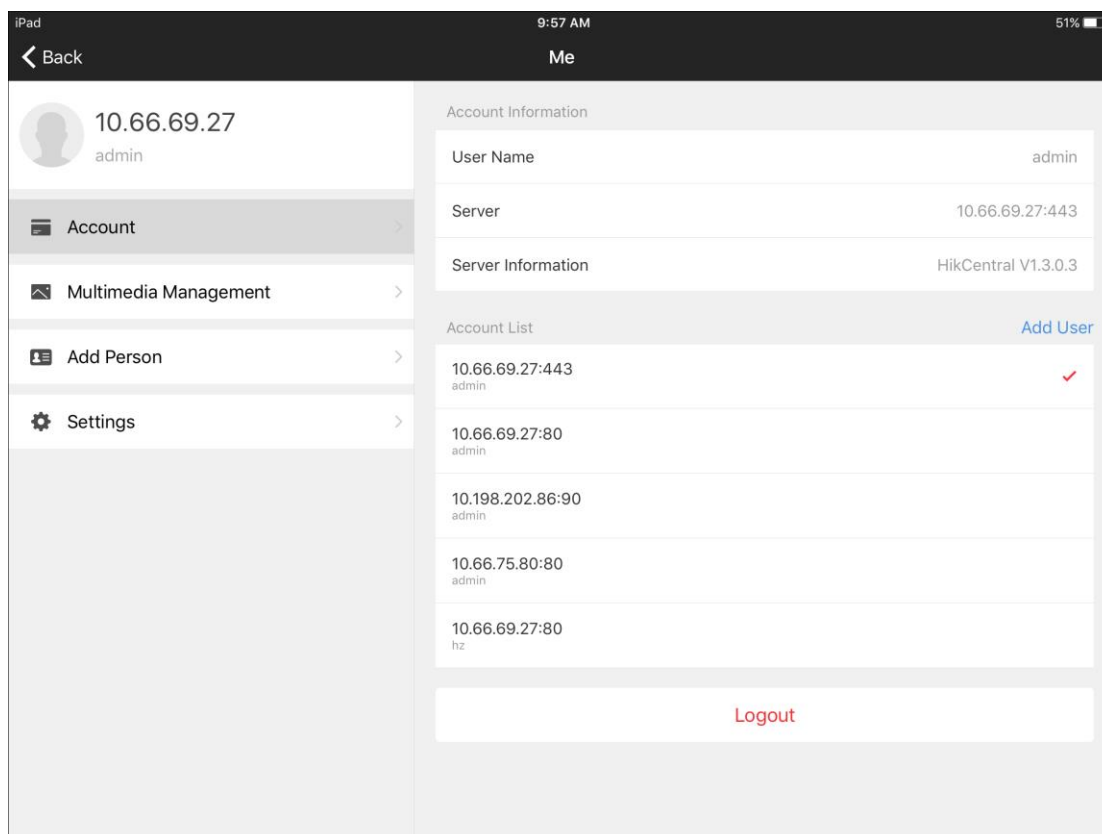 iPad 9:57 AM 51%
Back Me
10.66.69.27
admin
Account
Multimedia Management
Add Person
Settings
Account Information
User Name admin
Server 10.66.69.27:443
Server Information HikCentral V1.3.0.3
Account List Add User
10.66.69.27:443
admin
10.66.69.27:80
admin
10.198.202.86:90
admin
10.66.75.80:80
admin
10.66.69.27:80
hz
Logout